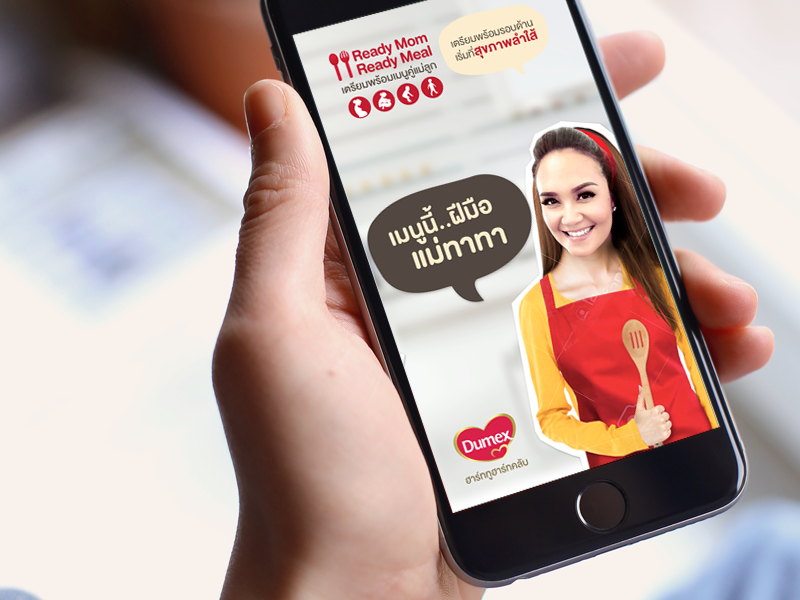 Ready Mom
Ready Meal
เตรียมพร้อมเมนูคู่แม่ลูก
เตรียมพร้อมรอบด้าน
เริ่มที่สุขภาพลำไส้
เมนูนี้..ฝีมือ
แม่ทาทา
Dumex
ฮาร์ททูฮาร์ทคลับ